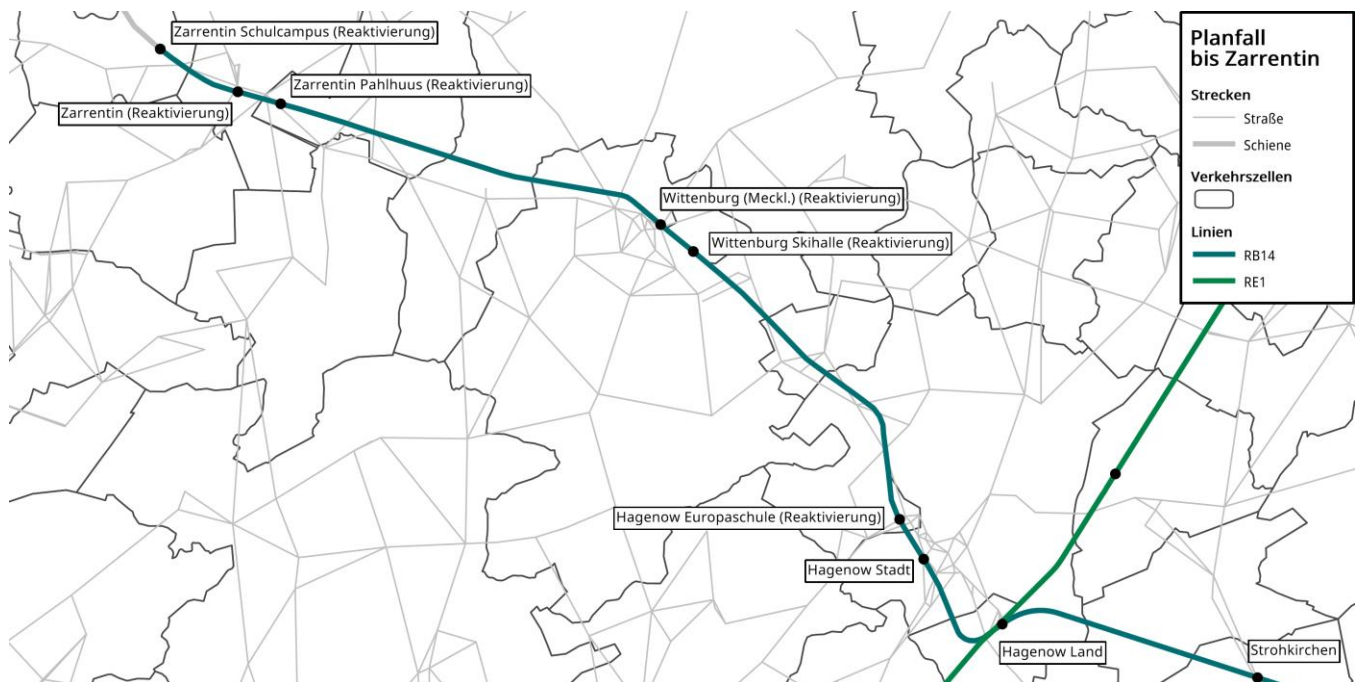 Zarrentin Schulcampus (Reaktivierung)
Zarrentin Pahlhuus (Reaktivierung)
Zarrentin (Reaktivierung)
Wittenburg (Meckl.) (Reaktivierung)
Wittenburg Skihalle (Reaktivierung)
Hagenow Europaschule (Reaktivierung)
Hagenow Stadt
Hagenow Land
Strohkirchen
Planfall
bis Zarrentin
Strecken
Straße
Schiene
Verkehrszellen
Linien
RB14
RE1